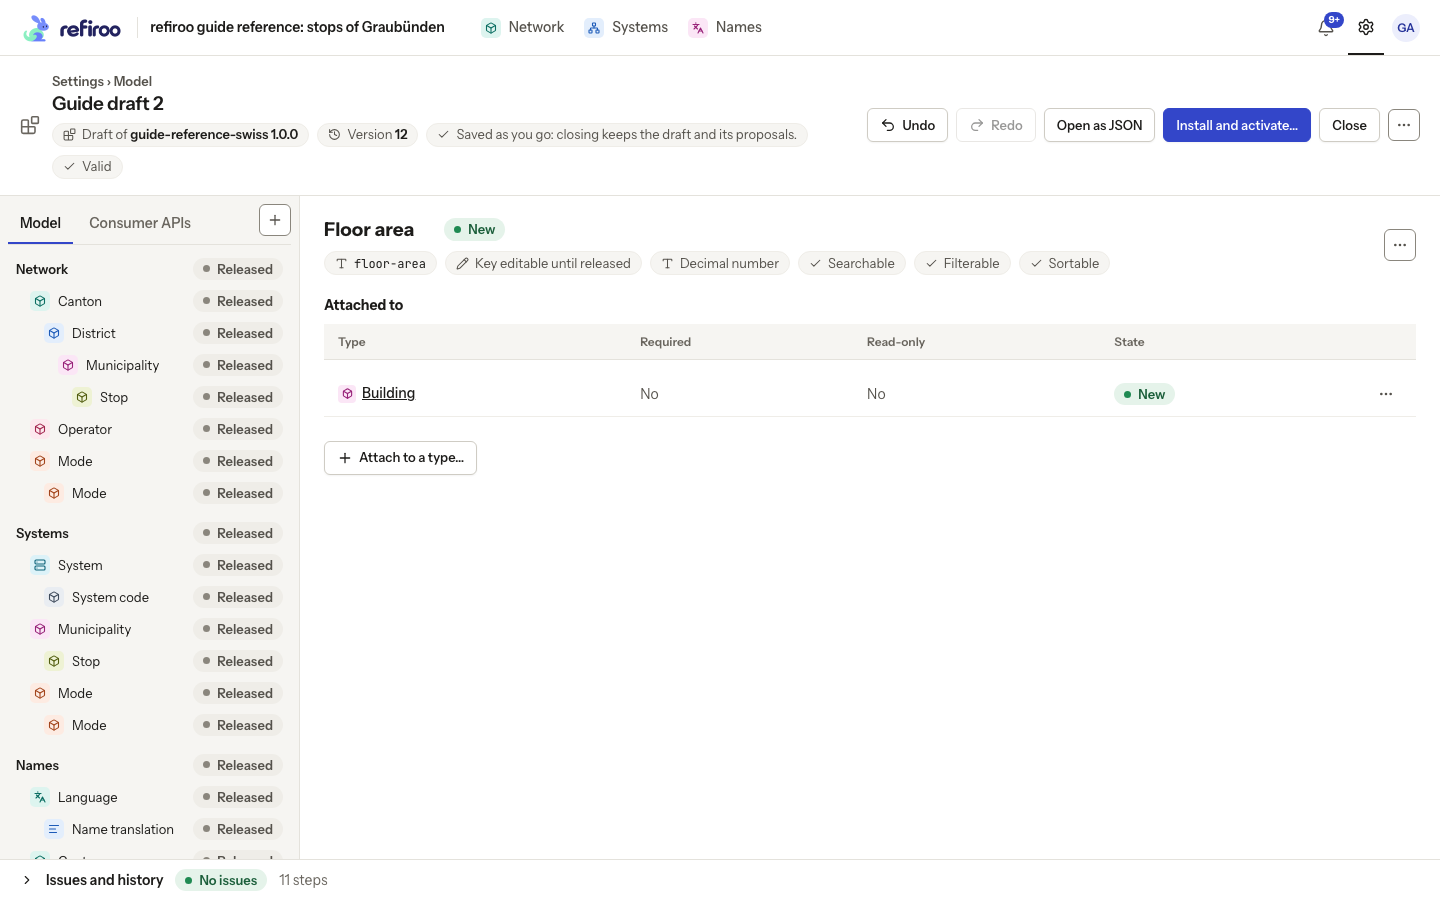 refiroo
refiroo guide reference: stops of Graubünden
Network
Systems
Names
9+
GA
Settings › Model
Guide draft 2
Draft of guide-reference-swiss 1.0.0
Version 12
Saved as you go: closing keeps the draft and its proposals.
Valid
Undo
Redo
Open as JSON
Install and activate...
Close
Model
Consumer APIs
Network Released
Canton Released
District Released
Municipality Released
Stop Released
Operator Released
Mode Released
Mode Released
Systems Released
System Released
System code Released
Municipality Released
Stop Released
Mode Released
Mode Released
Names Released
Language Released
Name translation Released
Floor area
New
floor-area
Key editable until released
Decimal number
Searchable
Filterable
Sortable
Attached to
Type Required Read-only State
Building No No New
Attach to a type...
Issues and history
No issues
11 steps